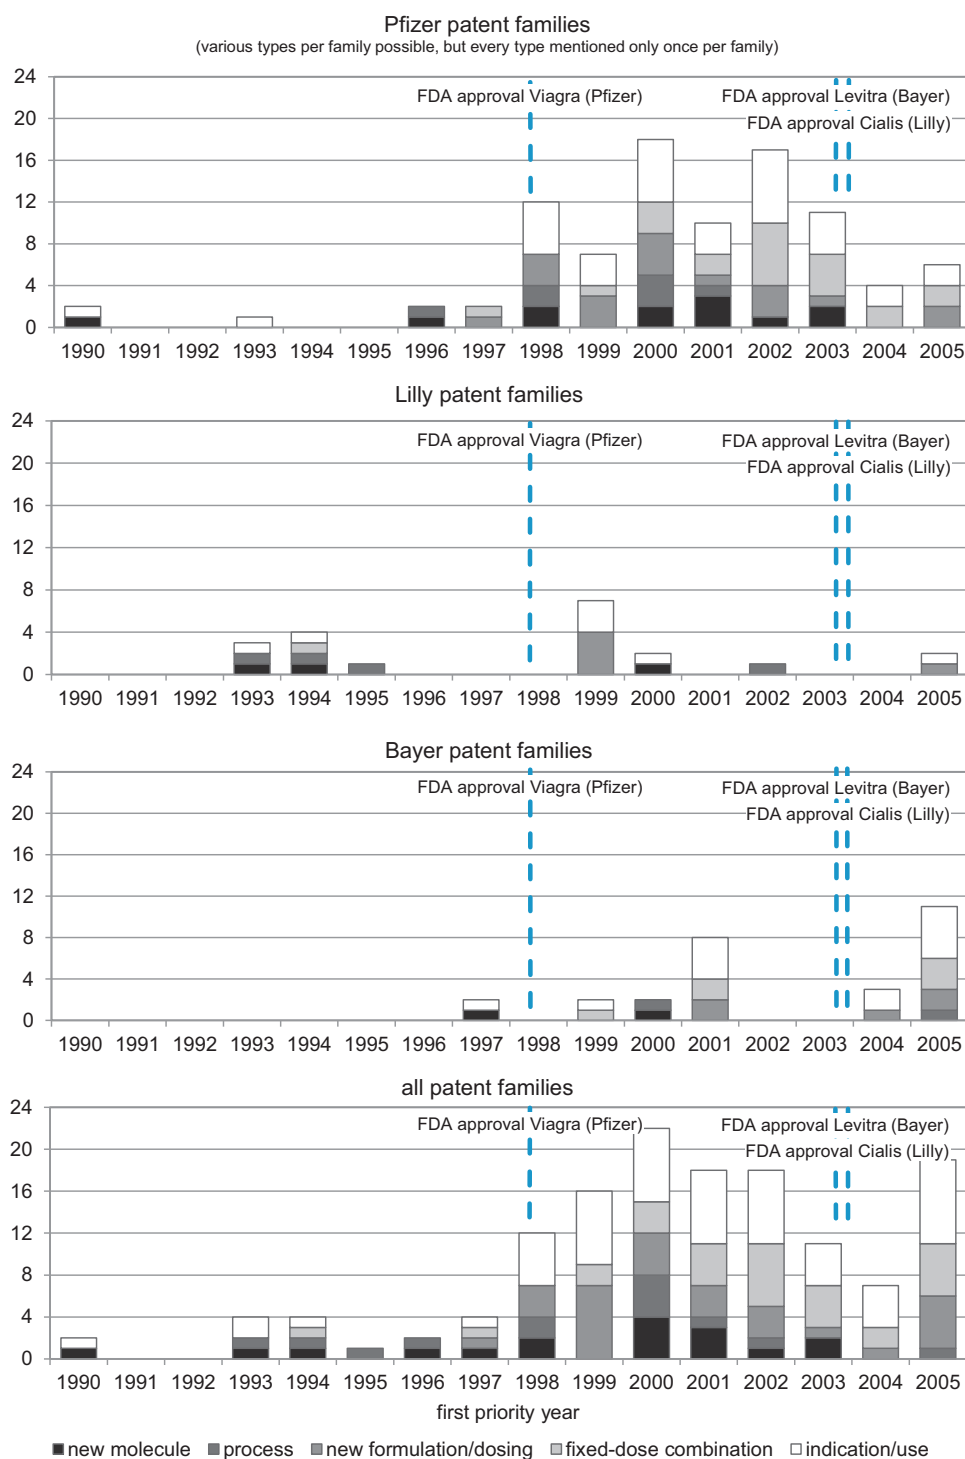 Pfizer patent families
(various types per family possible, but every type mentioned only once per family)
24
FDA approval Viagra (Pfizer)
FDA approval Levitra (Bayer)
20
FDA approval Cialis (Lilly)
16
12
8
4
0
1990 1991 1992 1993 1994 1995 1996 1997 1998 1999 2000 2001 2002 2003 2004 2005
Lilly patent families
24
FDA approval Viagra (Pfizer)
FDA approval Levitra (Bayer)
20
FDA approval Cialis (Lilly)
16
12
8
4
0
1990 1991 1992 1993 1994 1995 1996 1997 1998 1999 2000 2001 2002 2003 2004 2005
Bayer patent families
24
FDA approval Viagra (Pfizer)
FDA approval Levitra (Bayer)
20
FDA approval Cialis (Lilly)
16
12
8
4
0
1990 1991 1992 1993 1994 1995 1996 1997 1998 1999 2000 2001 2002 2003 2004 2005
all patent families
24
FDA approval Viagra (Pfizer)
FDA approval Levitra (Bayer)
20
FDA approval Cialis (Lilly)
16
12
8
4
0
1990 1991 1992 1993 1994 1995 1996 1997 1998 1999 2000 2001 2002 2003 2004 2005
first priority year
new molecule process new formulation/dosing fixed-dose combination indication/use